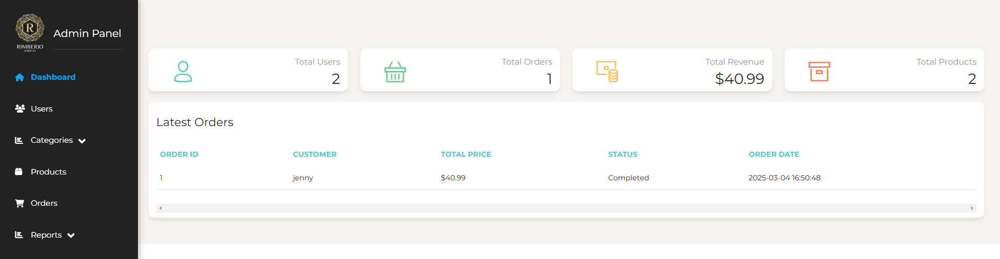 R
RIMBERIO
JEWELRY
Admin Panel
Dashboard
Users
Categories
Products
Orders
Reports
Total Users
2
Total Orders
1
Total Revenue
$40.99
Total Products
2
Latest Orders
ORDER ID CUSTOMER TOTAL PRICE STATUS ORDER DATE
1 jenny $40.99 Completed 2025-03-04 16:50:48